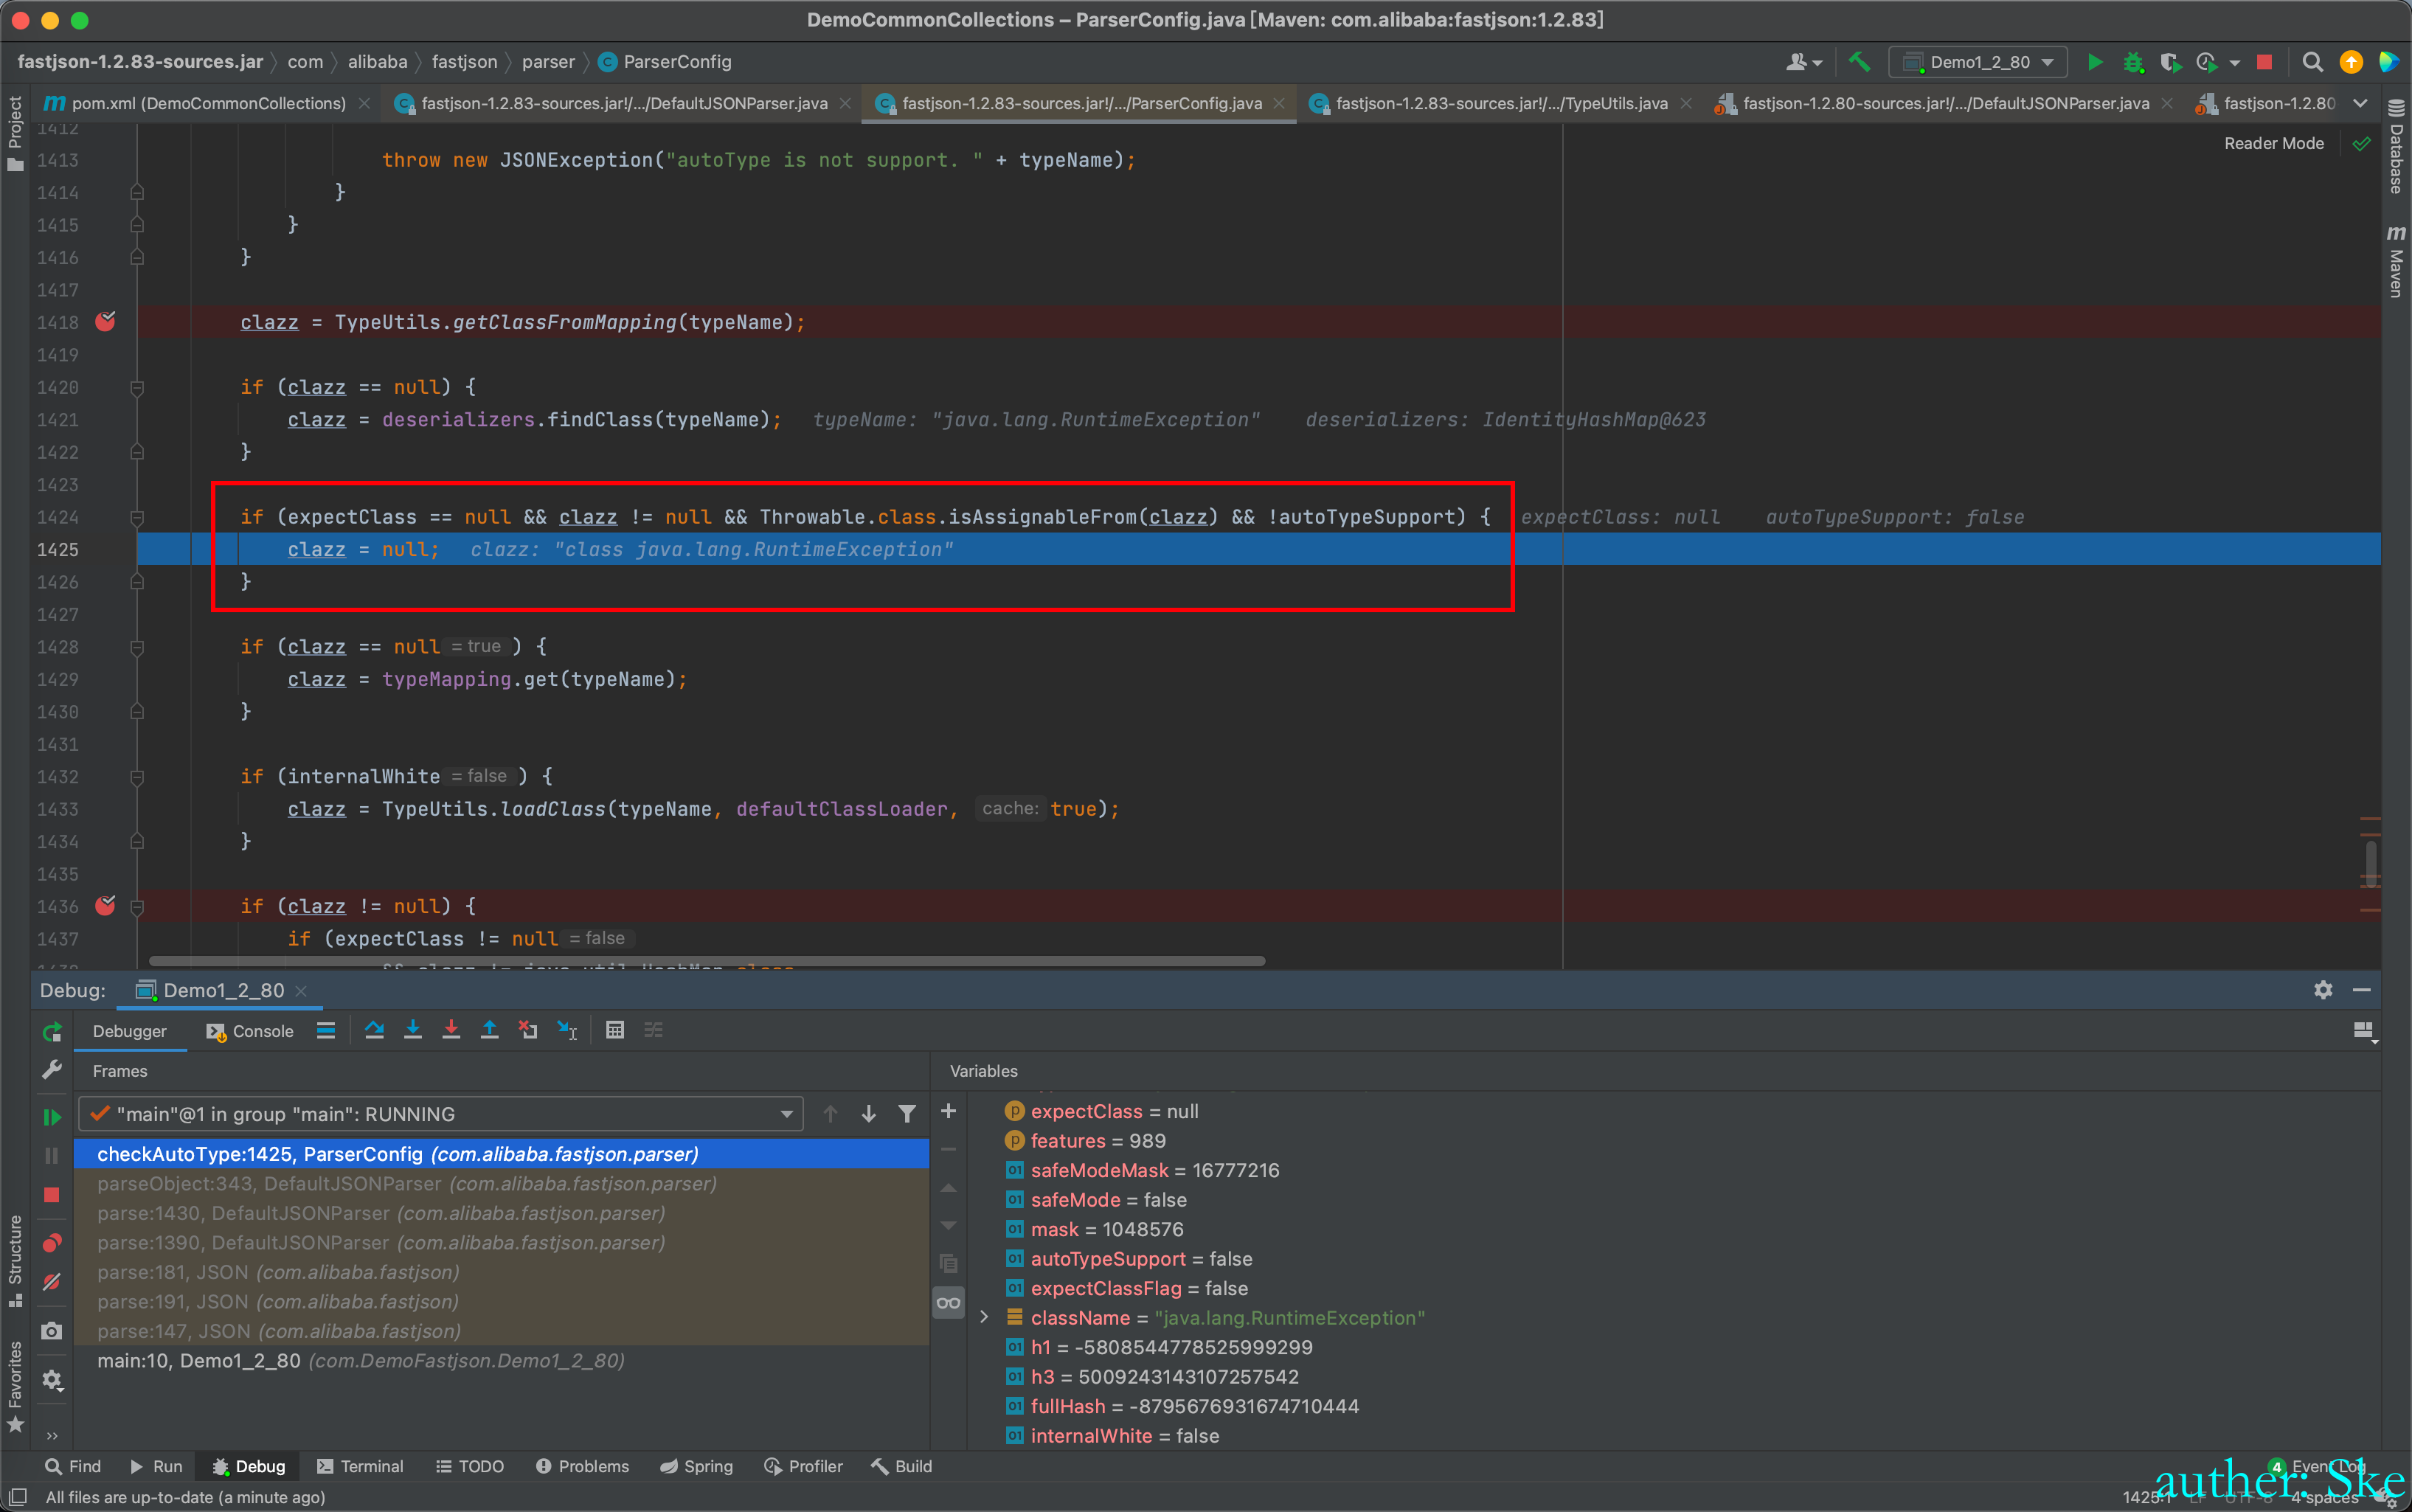 DemoCommonCollections – ParserConfig.java [Maven: com.alibaba:fastjson:1.2.83]
fastjson-1.2.83-sources.jar com alibaba fastjson parser ParserConfig
Demo1_2_80
pom.xml (DemoCommonCollections) fastjson-1.2.83-sources.jar!/.../DefaultJSONParser.java fastjson-1.2.83-sources.jar!/.../ParserConfig.java fastjson-1.2.83-sources.jar!/.../TypeUtils.java fastjson-1.2.80-sources.jar!/.../DefaultJSONParser.java fastjson-1.2.80
Project
Database
Maven
Reader Mode
1412
1413 throw new JSONException("autoType is not support. " + typeName);
1414 }
1415 }
1416 }
1417
1418 clazz = TypeUtils.getClassFromMapping(typeName);
1419
1420 if (clazz == null) {
1421 clazz = deserializers.findClass(typeName); typeName: "java.lang.RuntimeException" deserializers: IdentityHashMap@623
1422 }
1423
1424 if (expectClass == null && clazz != null && Throwable.class.isAssignableFrom(clazz) && !autoTypeSupport) { expectClass: null autoTypeSupport: false
1425 clazz = null; clazz: "class java.lang.RuntimeException"
1426 }
1427
1428 if (clazz == null = true ) {
1429 clazz = typeMapping.get(typeName);
1430 }
1431
1432 if (internalWhite = false ) {
1433 clazz = TypeUtils.loadClass(typeName, defaultClassLoader, cache: true);
1434 }
1435
1436 if (clazz != null) {
1437 if (expectClass != null = false
1438 && clazz != java.util.HashMap.class
Debug: Demo1_2_80
Debugger Console
Frames
Variables
"main"@1 in group "main": RUNNING
checkAutoType:1425, ParserConfig (com.alibaba.fastjson.parser)
parseObject:343, DefaultJSONParser (com.alibaba.fastjson.parser)
parse:1430, DefaultJSONParser (com.alibaba.fastjson.parser)
parse:1390, DefaultJSONParser (com.alibaba.fastjson.parser)
parse:181, JSON (com.alibaba.fastjson)
parse:191, JSON (com.alibaba.fastjson)
parse:147, JSON (com.alibaba.fastjson)
main:10, Demo1_2_80 (com.DemoFastjson.Demo1_2_80)
expectClass = null
features = 989
safeModeMask = 16777216
safeMode = false
mask = 1048576
autoTypeSupport = false
expectClassFlag = false
className = "java.lang.RuntimeException"
h1 = -5808544778525999299
h3 = 5009243143107257542
fullHash = -8795676931674710444
internalWhite = false
Structure
Favorites
Find Run Debug Terminal TODO Problems Spring Profiler Build 4 Event Log
All files are up-to-date (a minute ago) 1425:1 LF UTF-8 4 spaces
auther: Ske